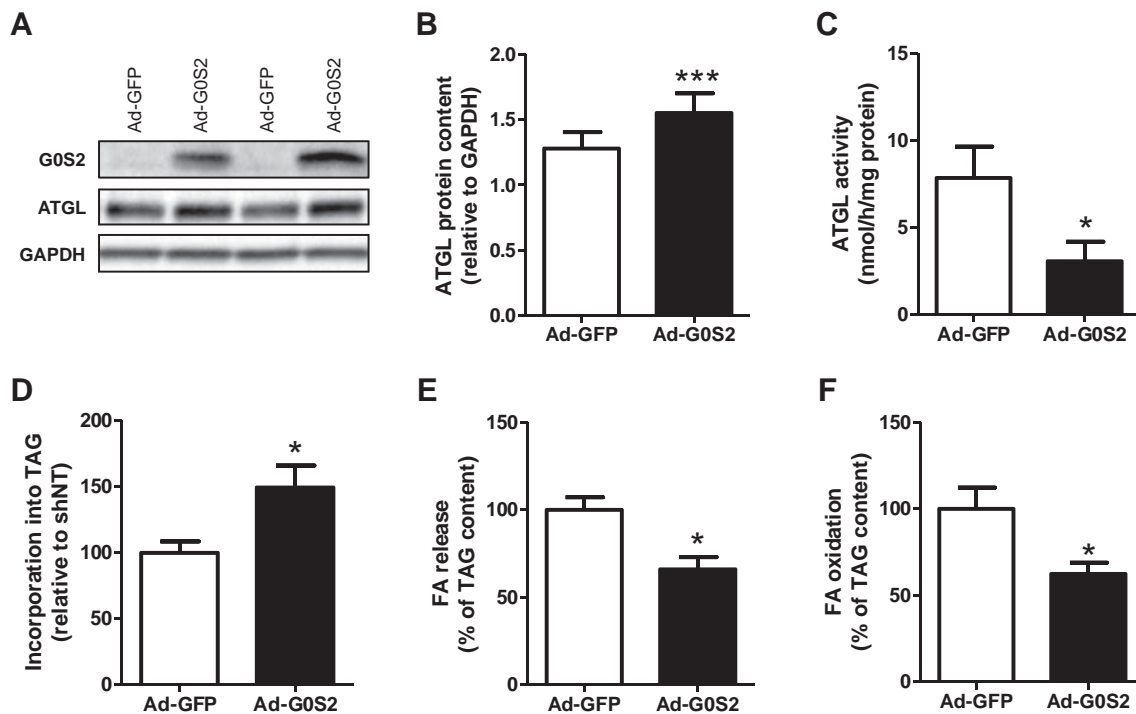 A
Ad-GFP
Ad-G0S2
Ad-GFP
Ad-G0S2
G0S2
ATGL
GAPDH
B
ATGL protein content
(relative to GAPDH)
2.0
1.5
1.0
0.5
0.0
***
Ad-GFP
Ad-G0S2
C
ATGL activity
(nmol/h/mg protein)
15
10
5
0
*
Ad-GFP
Ad-G0S2
D
Incorporation into TAG
(relative to shNT)
200
150
100
50
0
*
Ad-GFP
Ad-G0S2
E
FA release
(% of TAG content)
150
100
50
0
*
Ad-GFP
Ad-G0S2
F
FA oxidation
(% of TAG content)
150
100
50
0
*
Ad-GFP
Ad-G0S2